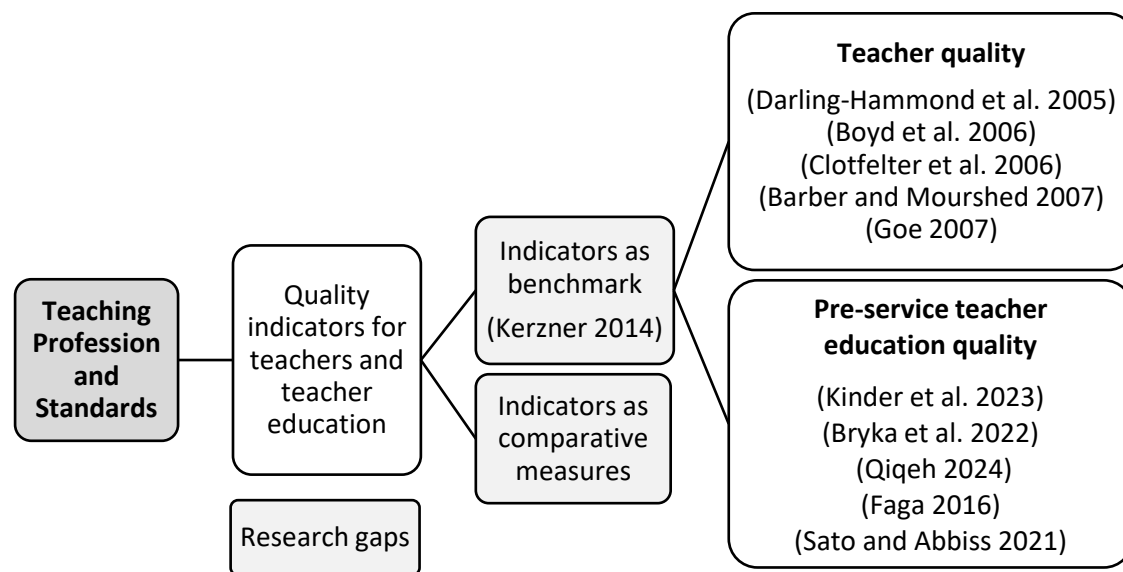 Teaching
Profession
and
Standards
Quality
indicators for
teachers and
teacher
education
Research gaps
Indicators as
benchmark
(Kerzner 2014)
Indicators as
comparative
measures
Teacher quality
(Darling-Hammond et al. 2005)
(Boyd et al. 2006)
(Clotfelter et al. 2006)
(Barber and Mourshed 2007)
(Goe 2007)
Pre-service teacher
education quality
(Kinder et al. 2023)
(Bryka et al. 2022)
(Qiqeh 2024)
(Faga 2016)
(Sato and Abbiss 2021)